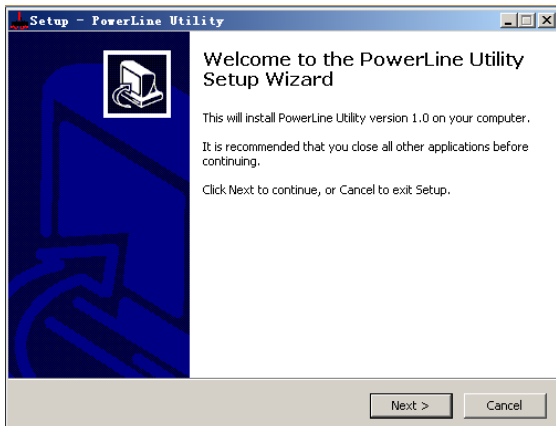 Setup - PowerLine Utility
Welcome to the PowerLine Utility
Setup Wizard
This will install PowerLine Utility version 1.0 on your computer.
It is recommended that you close all other applications before
continuing.
Click Next to continue, or Cancel to exit Setup.
Next >
Cancel